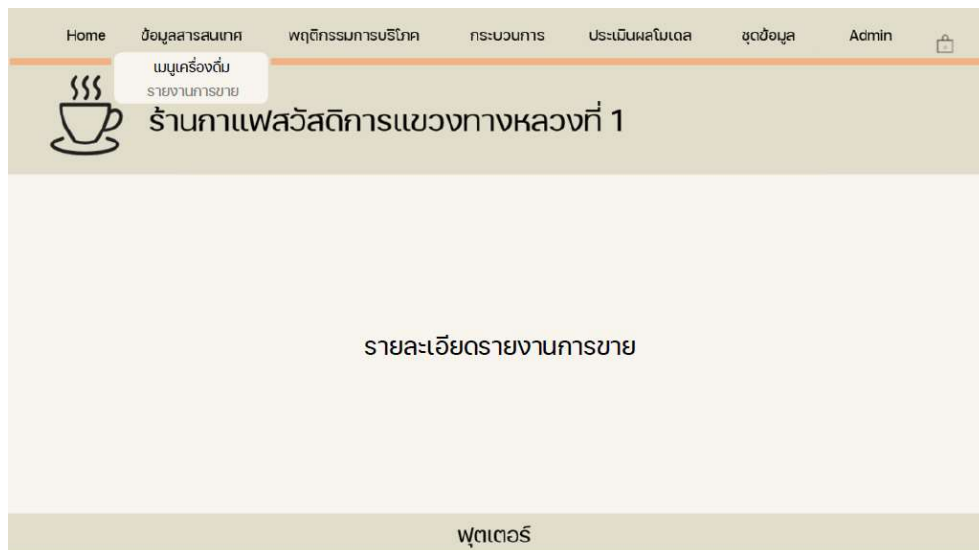 Home ข้อมูลสารสนเทศ พฤติกรรมการบริโภค กระบวนการ ประเมินผลโมเดล ชุดข้อมูล Admin
เมนูเครื่องดื่ม
รายงานการขาย
ร้านกาแฟสวัสดิการแขวงทางหลวงที่ 1
รายละเอียดรายงานการขาย
ฟุตเตอร์